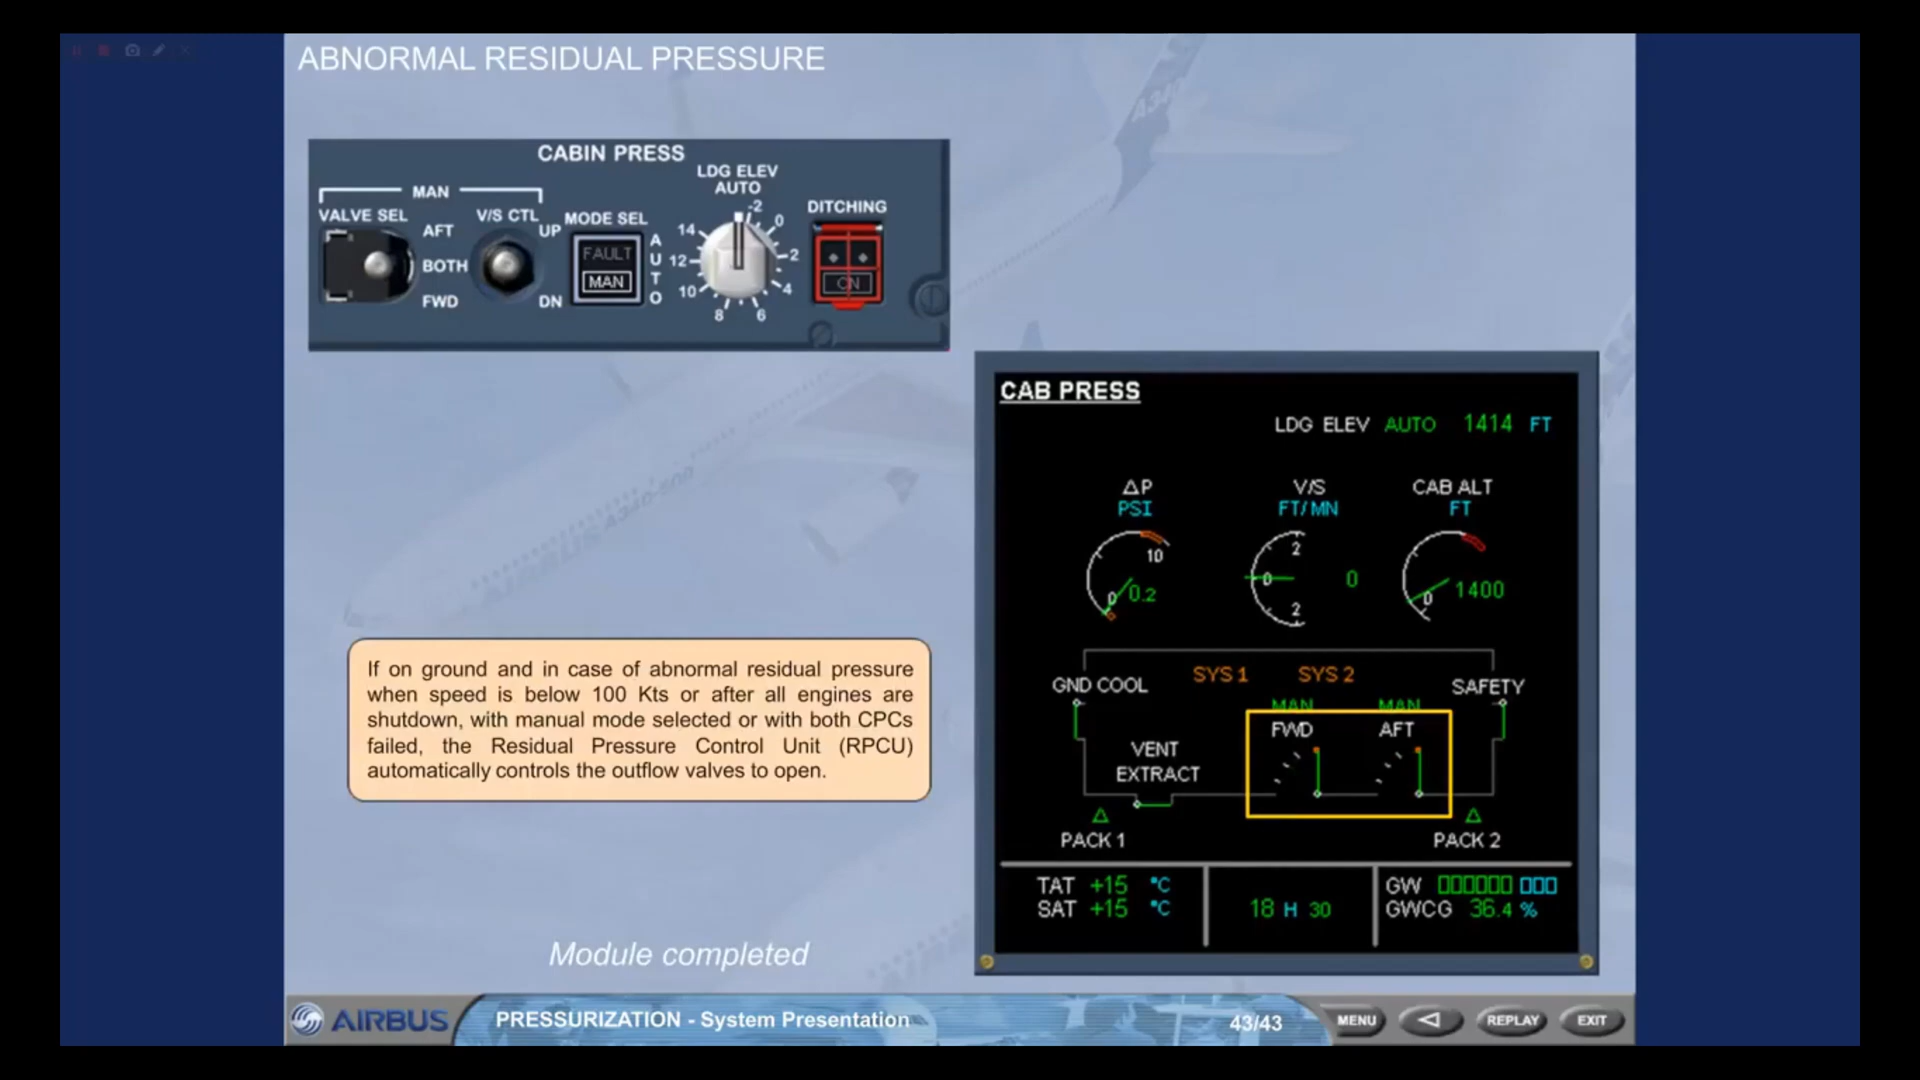 ABNORMAL RESIDUAL PRESSURE
CABIN PRESS
MAN
VALVE SEL
AFT
BOTH
FWD
V/S CTL
UP
DN
MODE SEL
FAULT
MAN
AUTO
LDG ELEV
AUTO
-2
0
2
4
6
8
10
12
14
DITCHING
ON
CAB PRESS
LDG ELEV AUTO 1414 FT
ΔP
PSI
10
0
0.2
V/S
FT/MN
2
0
2
0
CAB ALT
FT
0
1400
If on ground and in case of abnormal residual pressure
when speed is below 100 Kts or after all engines are
shutdown, with manual mode selected or with both CPCs
failed, the Residual Pressure Control Unit (RPCU)
automatically controls the outflow valves to open.
SYS 1 SYS 2
GND COOL
SAFETY
MAN MAN
FWD AFT
VENT
EXTRACT
PACK 1
PACK 2
TAT +15 °C
SAT +15 °C
18 H 30
GW
GWCG 36.4 %
Module completed
AIRBUS
PRESSURIZATION - System Presentation
43/43
MENU
REPLAY
EXIT